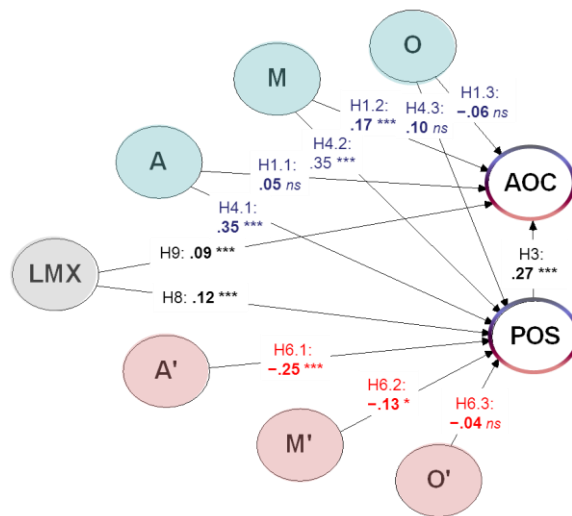 O
M
H1.2:
.17 ***
H4.3:
.10 ns
H1.3:
−.06 ns
H4.2:
.35 ***
A
H1.1:
.05 ns
AOC
H4.1:
.35 ***
H9: .09 ***
H3:
.27 ***
LMX
H8: .12 ***
POS
H6.1:
−.25 ***
A'
H6.2:
−.13 *
H6.3:
−.04 ns
M'
O'